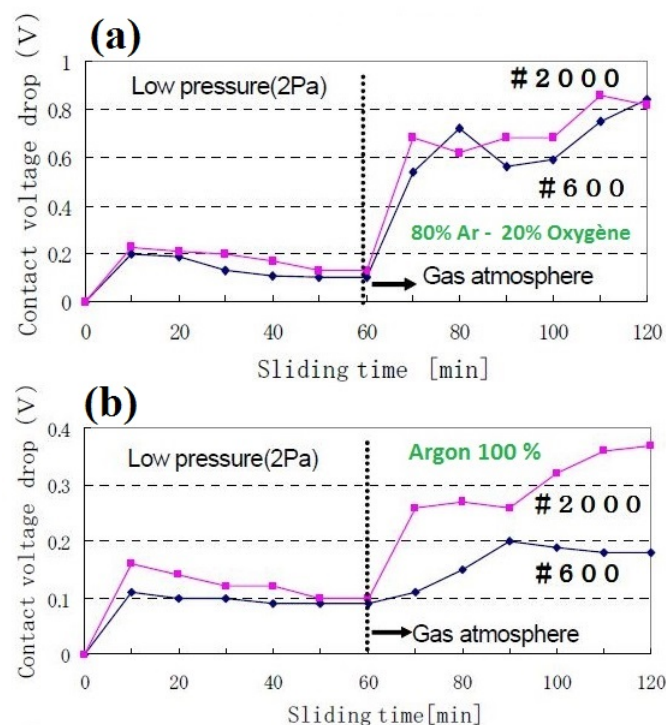 (a)
Contact voltage drop (V)
1
0.8
0.6
0.4
0.2
0
Low pressure(2Pa)
#2000
#600
80% Ar - 20% Oxygène
Gas atmosphere
0 20 40 60 80 100 120
Sliding time [min]
(b)
Contact voltage drop (V)
0.4
0.3
0.2
0.1
0
Low pressure(2Pa)
Argon 100 %
#2000
#600
Gas atmosphere
0 20 40 60 80 100 120
Sliding time[min]